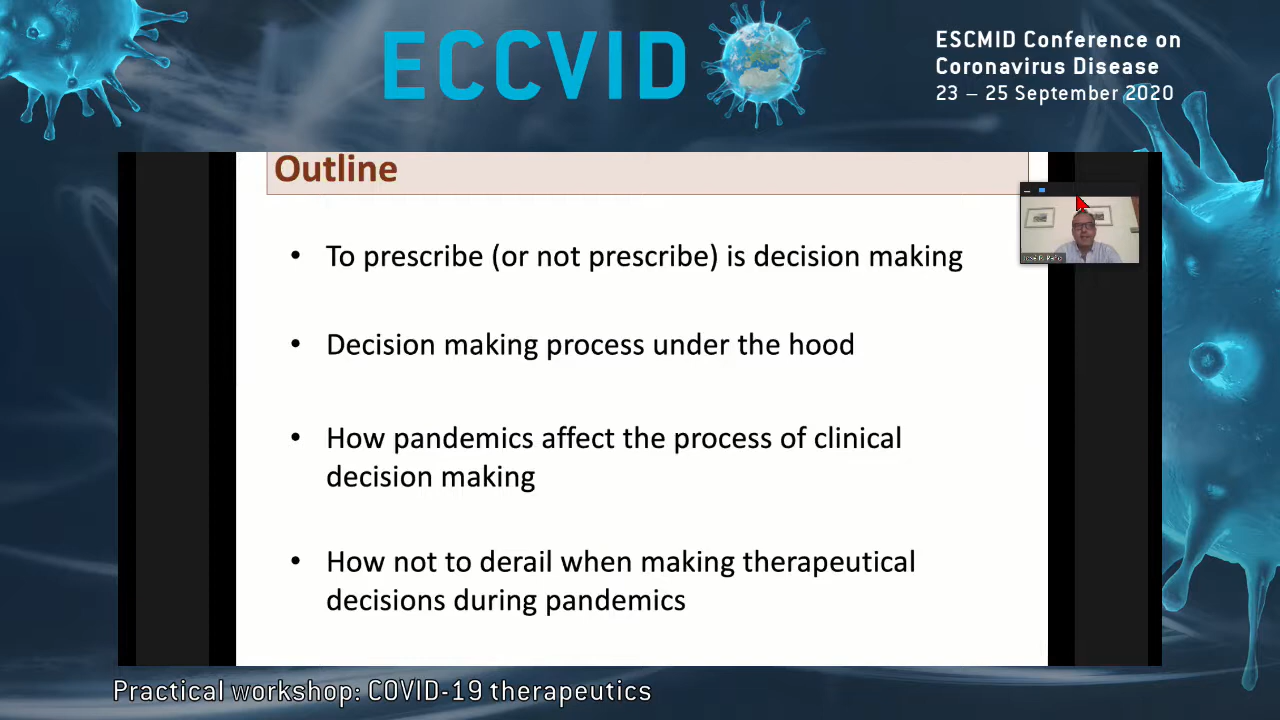 ECCVID
ESCMID Conference on
Coronavirus Disease
23 – 25 September 2020
Outline
• To prescribe (or not prescribe) is decision making
• Decision making process under the hood
• How pandemics affect the process of clinical
decision making
• How not to derail when making therapeutical
decisions during pandemics
Practical workshop: COVID-19 therapeutics